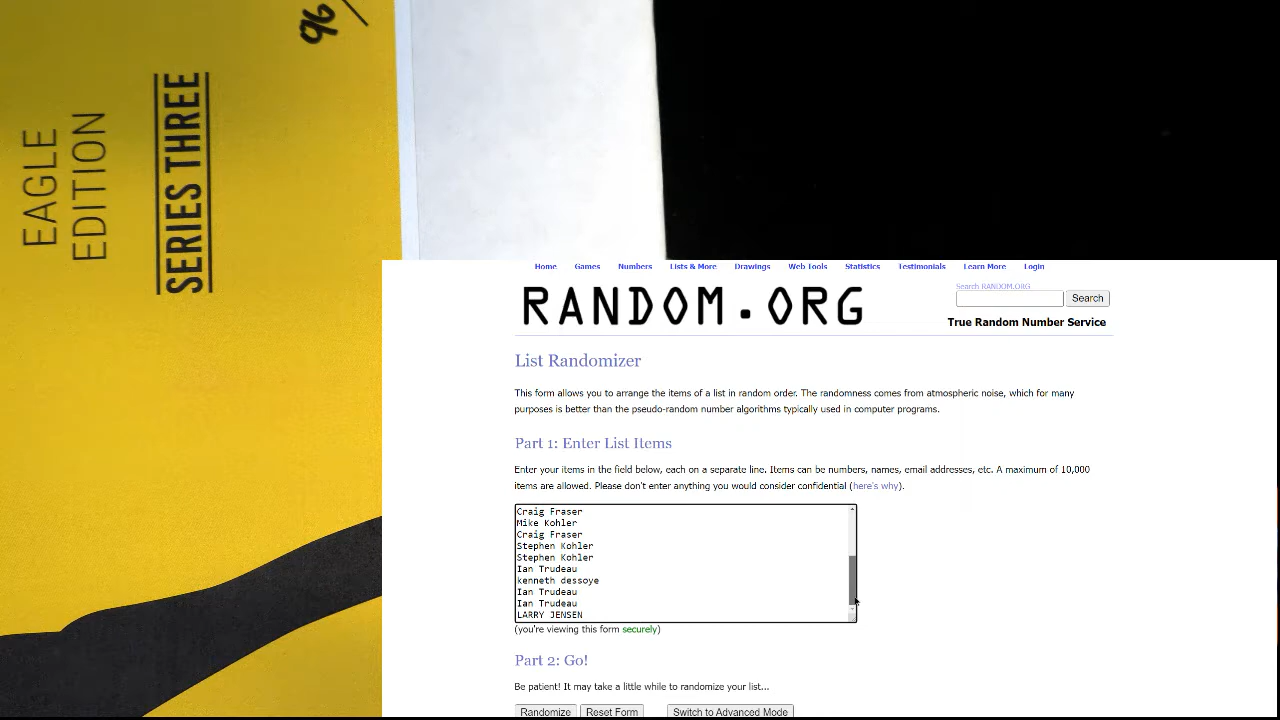 96/
EAGLE
EDITION
SERIES THREE
Home Games Numbers Lists & More Drawings Web Tools Statistics Testimonials Learn More Login
RANDOM.ORG
Search RANDOM.ORG
Search
True Random Number Service
List Randomizer
This form allows you to arrange the items of a list in random order. The randomness comes from atmospheric noise, which for many
purposes is better than the pseudo-random number algorithms typically used in computer programs.
Part 1: Enter List Items
Enter your items in the field below, each on a separate line. Items can be numbers, names, email addresses, etc. A maximum of 10,000
items are allowed. Please don't enter anything you would consider confidential (here's why).
Craig Fraser
Mike Kohler
Craig Fraser
Stephen Kohler
Stephen Kohler
Ian Trudeau
kenneth dessoye
Ian Trudeau
Ian Trudeau
LARRY JENSEN
(you're viewing this form securely)
Part 2: Go!
Be patient! It may take a little while to randomize your list...
Randomize Reset Form Switch to Advanced Mode